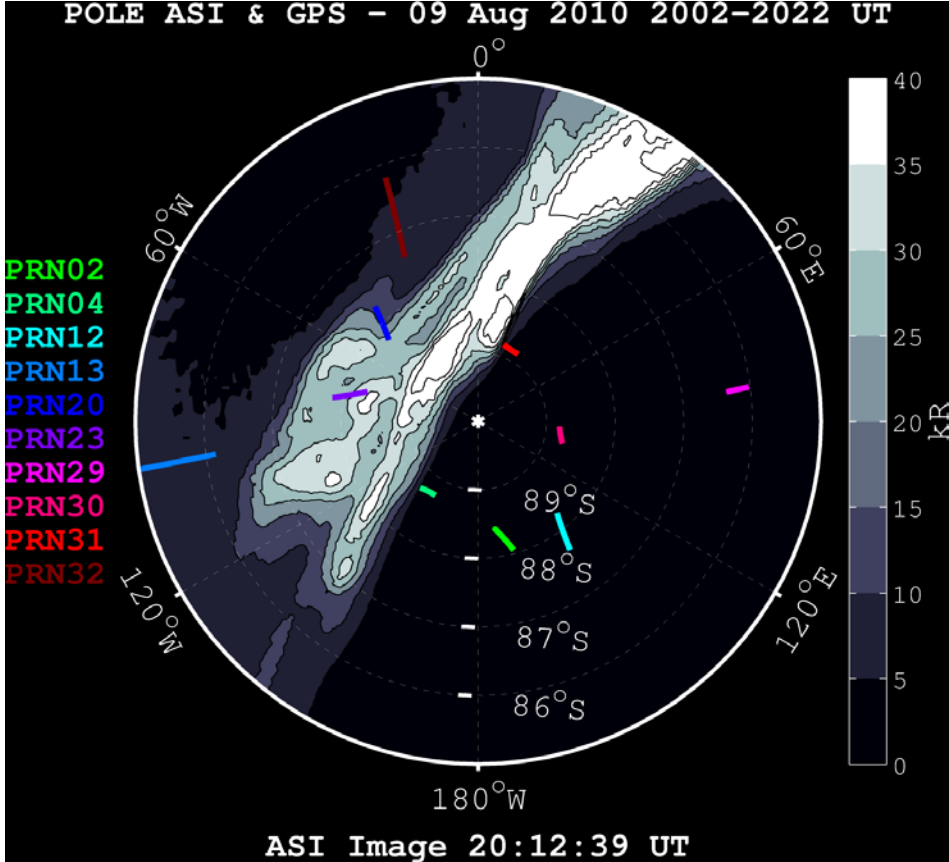 POLE ASI & GPS – 09 Aug 2010 2002–2022 UT
0°
40
35
60°W
60°E
30
PRN02
PRN04
PRN12
25
PRN13
PRN20
20
kR
PRN23
PRN29
PRN30
89°S
15
PRN31
88°S
PRN32
10
120°W
120°E
87°S
5
86°S
0
180°W
ASI Image 20:12:39 UT